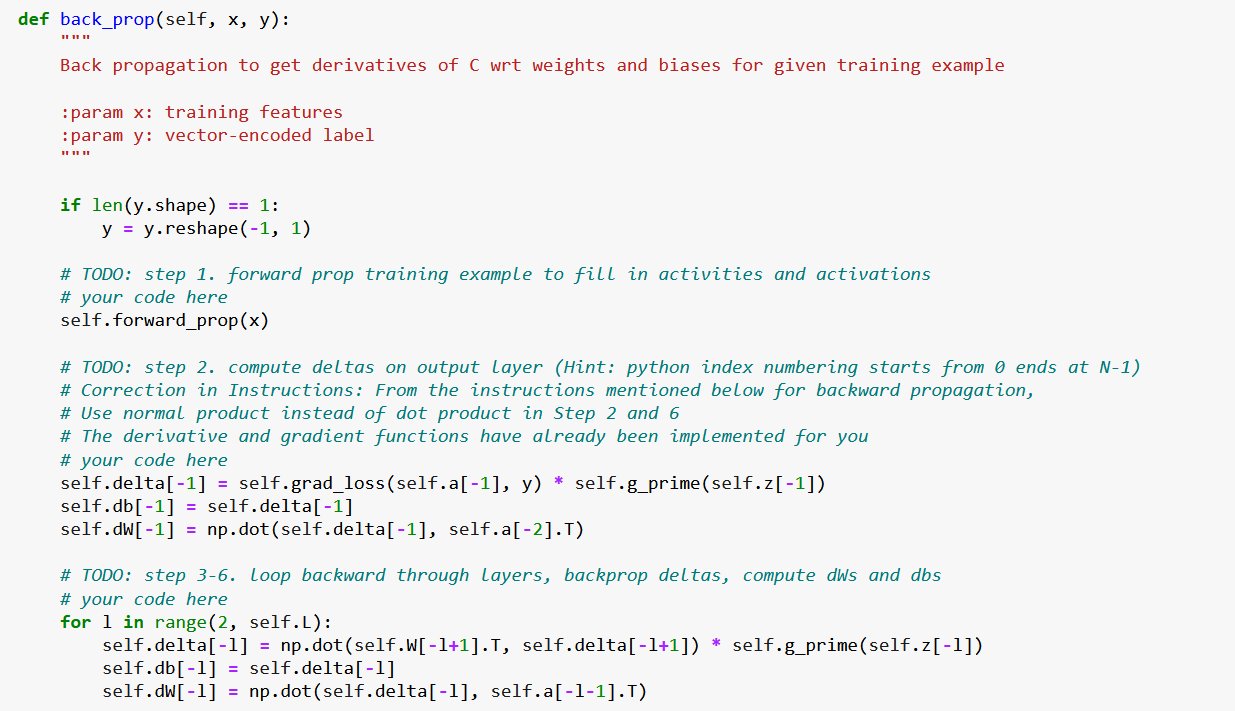 def back_prop(self, x, y):
    """
    Back propagation to get derivatives of C wrt weights and biases for given training example

    :param x: training features
    :param y: vector-encoded label
    """

    if len(y.shape) == 1:
        y = y.reshape(-1, 1)

    # TODO: step 1. forward prop training example to fill in activities and activations
    # your code here
    self.forward_prop(x)

    # TODO: step 2. compute deltas on output layer (Hint: python index numbering starts from 0 ends at N-1)
    # Correction in Instructions: From the instructions mentioned below for backward propagation,
    # Use normal product instead of dot product in Step 2 and 6
    # The derivative and gradient functions have already been implemented for you
    # your code here
    self.delta[-1] = self.grad_loss(self.a[-1], y) * self.g_prime(self.z[-1])
    self.db[-1] = self.delta[-1]
    self.dW[-1] = np.dot(self.delta[-1], self.a[-2].T)

    # TODO: step 3-6. loop backward through layers, backprop deltas, compute dWs and dbs
    # your code here
    for l in range(2, self.L):
        self.delta[-l] = np.dot(self.W[-l+1].T, self.delta[-l+1]) * self.g_prime(self.z[-l])
        self.db[-l] = self.delta[-l]
        self.dW[-l] = np.dot(self.delta[-l], self.a[-l-1].T)